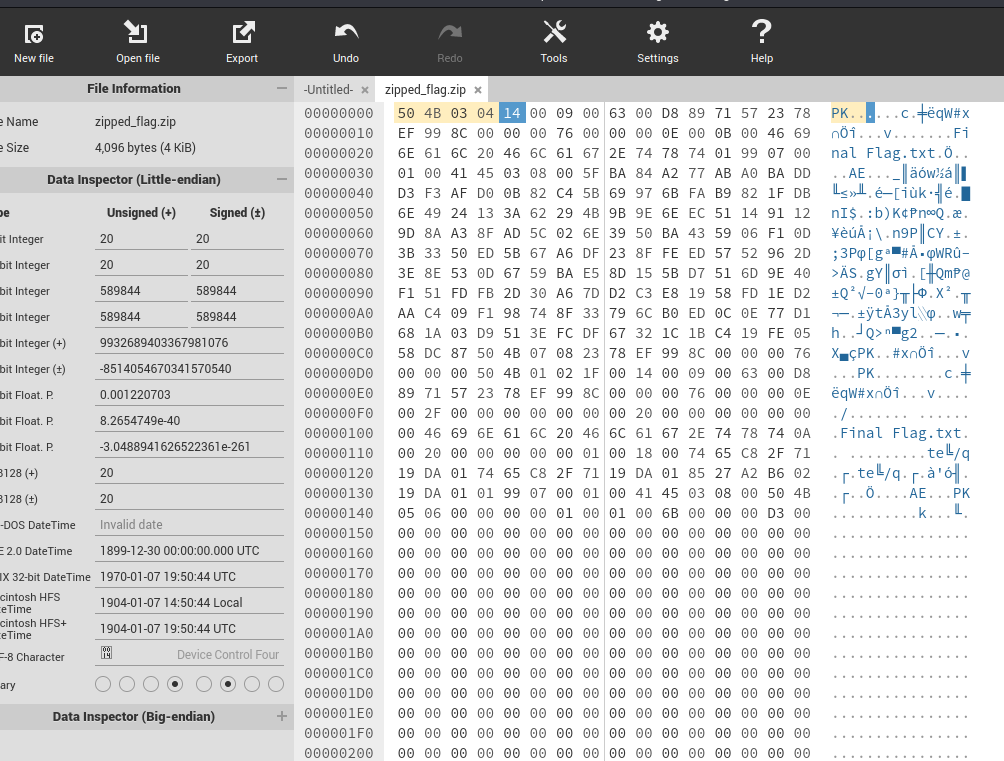 New file Open file Export Undo Redo Tools Settings Help
File Information
-Untitled- zipped_flag.zip
e Name zipped_flag.zip
e Size 4,096 bytes (4 KiB)
Data Inspector (Little-endian)
pe Unsigned (+) Signed (±)
it Integer 20 20
bit Integer 20 20
bit Integer 589844 589844
bit Integer 589844 589844
bit Integer (+) 9932689403367981076
bit Integer (±) -8514054670341570540
bit Float. P. 0.001220703
bit Float. P. 8.2654749e-40
bit Float. P. -3.0488941626522361e-261
B128 (+) 20
B128 (±) 20
-DOS DateTime Invalid date
E 2.0 DateTime 1899-12-30 00:00:00.000 UTC
IX 32-bit DateTime 1970-01-07 19:50:44 UTC
cintosh HFS
eTime 1904-01-07 14:50:44 Local
cintosh HFS+
eTime 1904-01-07 19:50:44 UTC
F-8 Character Device Control Four
ary
Data Inspector (Big-endian)
00000000 50 4B 03 04 14 00 09 00 63 00 D8 89 71 57 23 78
00000010 EF 99 8C 00 00 00 76 00 00 00 0E 00 0B 00 46 69
00000020 6E 61 6C 20 46 6C 61 67 2E 74 78 74 01 99 07 00
00000030 01 00 41 45 03 08 00 5F BA 84 A2 77 AB A0 BA DD
00000040 D3 F3 AF D0 0B 82 C4 5B 69 97 6B FA B9 82 1F DB
00000050 6E 49 24 13 3A 62 29 4B 9B 9E 6E EC 51 14 91 12
00000060 9D 8A A3 8F AD 5C 02 6E 39 50 BA 43 59 06 F1 0D
00000070 3B 33 50 ED 5B 67 A6 DF 23 8F FE ED 57 52 96 2D
00000080 3E 8E 53 0D 67 59 BA E5 8D 15 5B D7 51 6D 9E 40
00000090 F1 51 FD FB 2D 30 A6 7D D2 C3 E8 19 58 FD 1E D2
000000A0 AA C4 09 F1 98 74 8F 33 79 6C B0 ED 0C 0E 77 D1
000000B0 68 1A 03 D9 51 3E FC DF 67 32 1C 1B C4 19 FE 05
000000C0 58 DC 87 50 4B 07 08 23 78 EF 99 8C 00 00 00 76
000000D0 00 00 00 50 4B 01 02 1F 00 14 00 09 00 63 00 D8
000000E0 89 71 57 23 78 EF 99 8C 00 00 00 76 00 00 00 0E
000000F0 00 2F 00 00 00 00 00 00 00 20 00 00 00 00 00 00
00000100 00 46 69 6E 61 6C 20 46 6C 61 67 2E 74 78 74 0A
00000110 00 20 00 00 00 00 00 01 00 18 00 74 65 C8 2F 71
00000120 19 DA 01 74 65 C8 2F 71 19 DA 01 85 27 A2 B6 02
00000130 19 DA 01 01 99 07 00 01 00 41 45 03 08 00 50 4B
00000140 05 06 00 00 00 00 01 00 01 00 6B 00 00 00 D3 00
00000150 00 00 00 00 00 00 00 00 00 00 00 00 00 00 00 00
00000160 00 00 00 00 00 00 00 00 00 00 00 00 00 00 00 00
00000170 00 00 00 00 00 00 00 00 00 00 00 00 00 00 00 00
00000180 00 00 00 00 00 00 00 00 00 00 00 00 00 00 00 00
00000190 00 00 00 00 00 00 00 00 00 00 00 00 00 00 00 00
000001A0 00 00 00 00 00 00 00 00 00 00 00 00 00 00 00 00
000001B0 00 00 00 00 00 00 00 00 00 00 00 00 00 00 00 00
000001C0 00 00 00 00 00 00 00 00 00 00 00 00 00 00 00 00
000001D0 00 00 00 00 00 00 00 00 00 00 00 00 00 00 00 00
000001E0 00 00 00 00 00 00 00 00 00 00 00 00 00 00 00 00
000001F0 00 00 00 00 00 00 00 00 00 00 00 00 00 00 00 00
00000200 00 00 00 00 00 00 00 00 00 00 00 00 00 00 00 00
PK......c.╪ëqW#x
∩Öî...v.......Fi
nal Flag.txt.Ö..
.Final Flag.txt.